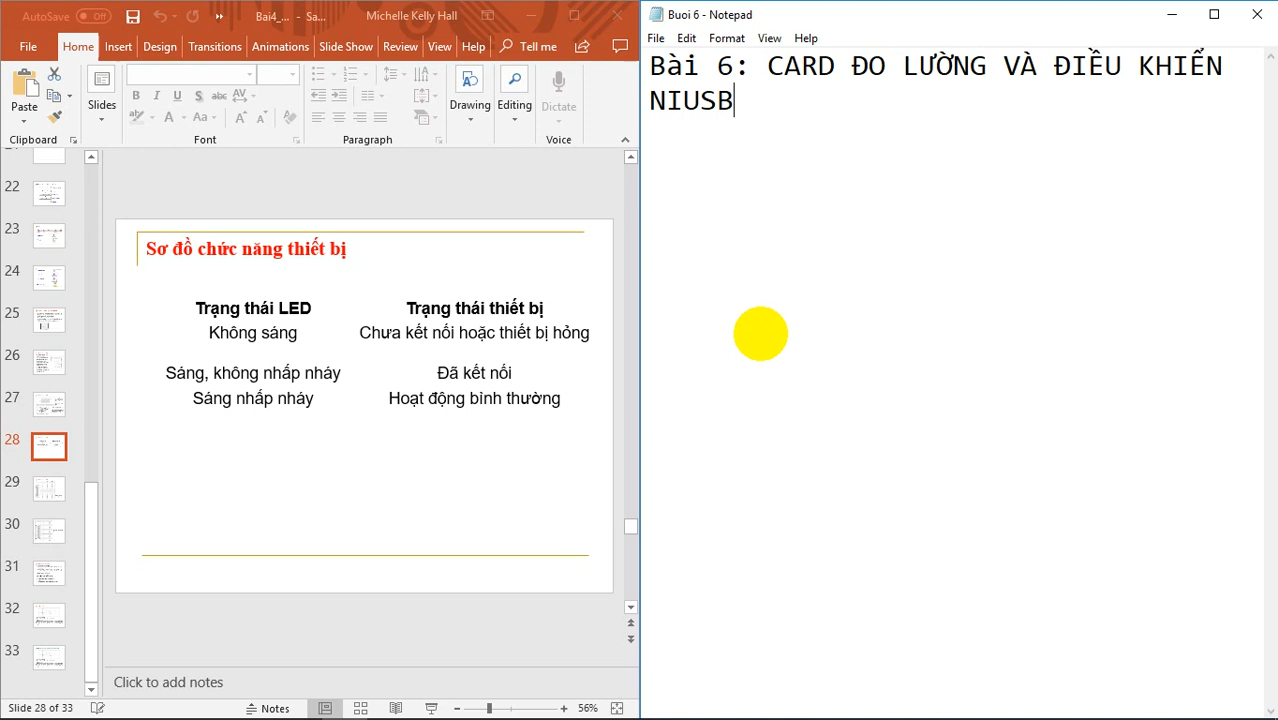 AutoSave Off Bai4_... - Sa... Michelle Kelly Hall
File Home Insert Design Transitions Animations Slide Show Review View Help Tell me
Paste Slides Drawing Editing Dictate
B I U S abc AV
A Aa A A
Clipboard Font Paragraph Voice
22
23
24
25
26
27
28
29
30
31
32
33
Sơ đồ chức năng thiết bị
Trạng thái LED Trạng thái thiết bị
Không sáng Chưa kết nối hoặc thiết bị hỏng
Sáng, không nhấp nháy Đã kết nối
Sáng nhấp nháy Hoạt động bình thường
Click to add notes
Slide 28 of 33 Notes 56%
Buoi 6 - Notepad
File Edit Format View Help
Bài 6: CARD ĐO LƯỜNG VÀ ĐIỀU KHIỂN
NIUSB